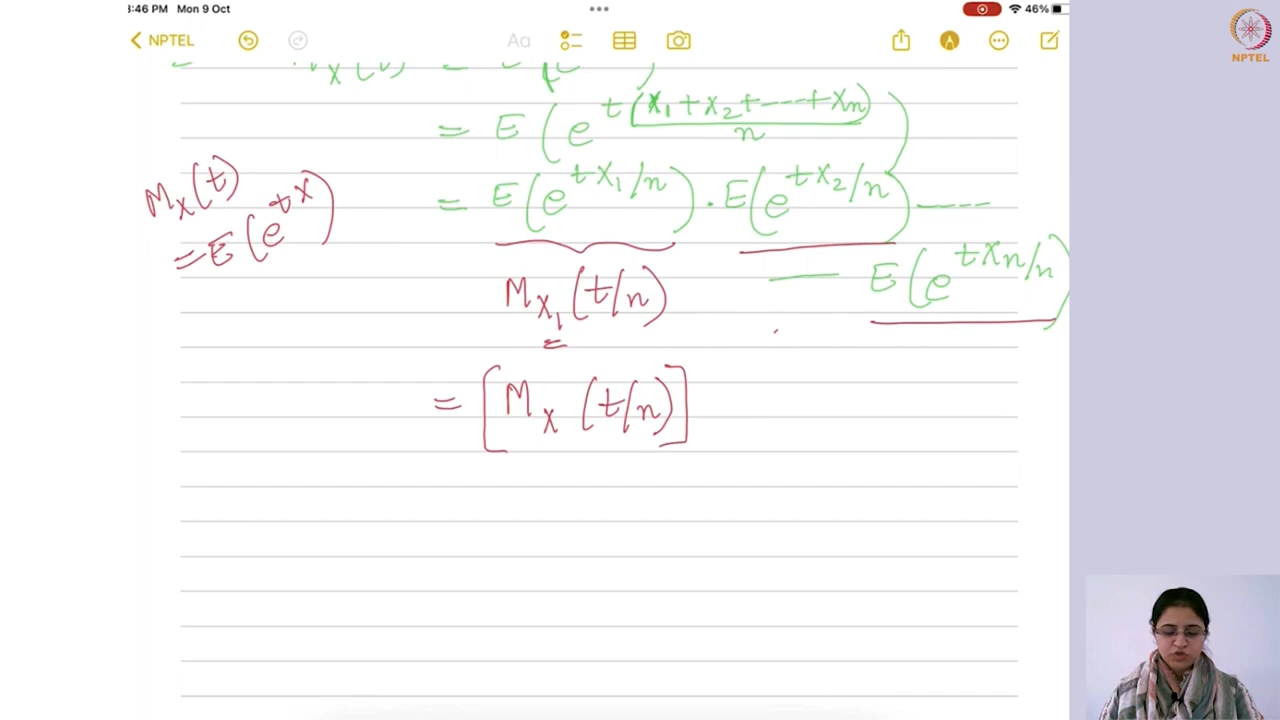 3:46 PM Mon 9 Oct
46%
NPTEL
Aa
NPTEL
= E(e^{t(X_1+X_2+----+X_n)/n})
= E(e^{tX_1/n}) . E(e^{tX_2/n}) ----
— E(e^{tX_n/n})
M_X(t)
= E(e^{tX})
M_{X_1}(t/n)
= [M_X(t/n)]